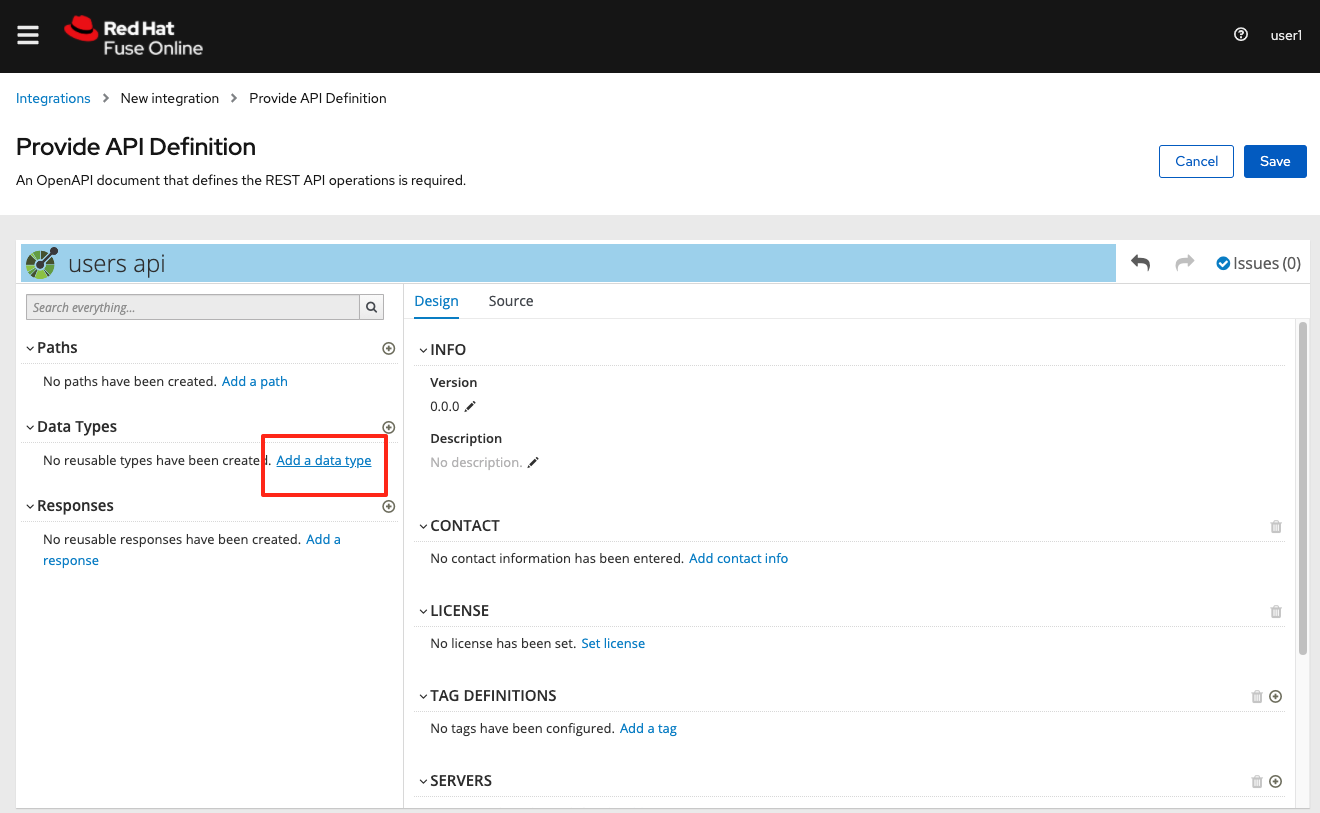 Red Hat
Fuse Online
user1
Integrations > New integration > Provide API Definition
Provide API Definition
An OpenAPI document that defines the REST API operations is required.
Cancel
Save
users api
Issues (0)
Search everything...
Paths
No paths have been created. Add a path
Data Types
No reusable types have been created. Add a data type
Responses
No reusable responses have been created. Add a
response
Design
Source
INFO
Version
0.0.0
Description
No description.
CONTACT
No contact information has been entered. Add contact info
LICENSE
No license has been set. Set license
TAG DEFINITIONS
No tags have been configured. Add a tag
SERVERS